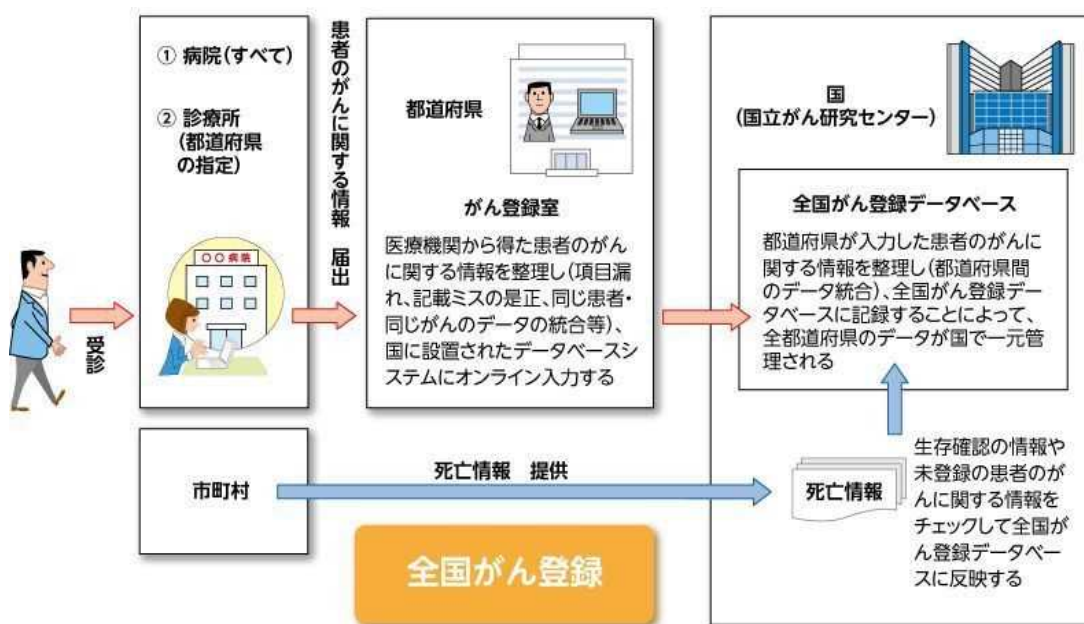 ① 病院(すべて)
② 診療所
(都道府県
の指定)
〇〇病院
受診
患者のがんに関する情報 届出
都道府県
がん登録室
医療機関から得た患者のがん
に関する情報を整理し(項目漏
れ、記載ミスの是正、同じ患者・
同じがんのデータの統合等)、
国に設置されたデータベースシ
ステムにオンライン入力する
国
(国立がん研究センター)
全国がん登録データベース
都道府県が入力した患者のがんに
関する情報を整理し(都道府県間
のデータ統合)、全国がん登録デー
タベースに記録することによって、
全都道府県のデータが国で一元管
理される
市町村
死亡情報 提供
死亡情報
生存確認の情報や
未登録の患者のが
んに関する情報を
チェックして全国が
ん登録データベー
スに反映する
全国がん登録